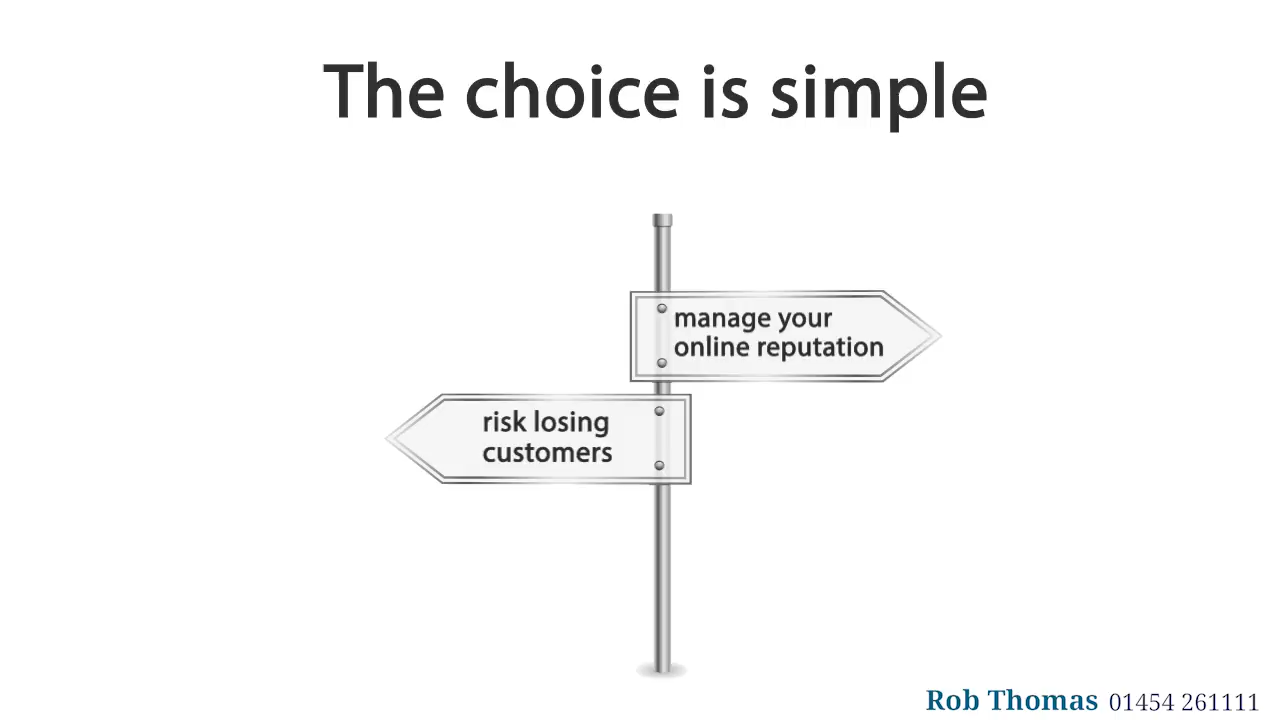 The choice is simple
manage your
online reputation
risk losing
customers
Rob Thomas 01454 261111